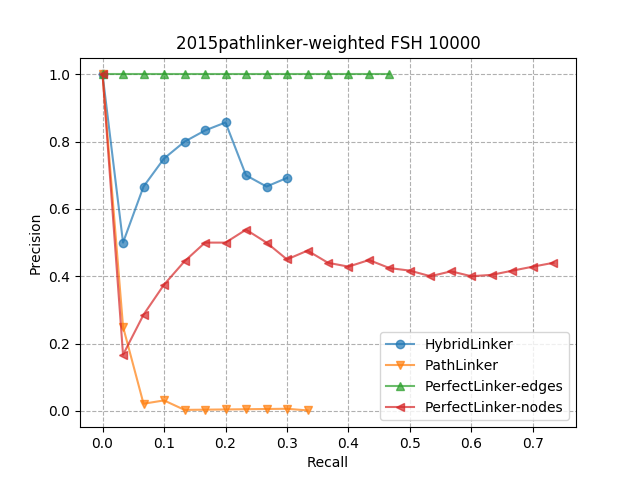 2015pathlinker-weighted FSH 10000
Precision
1.0
0.8
0.6
0.4
0.2
0.0
HybridLinker
PathLinker
PerfectLinker-edges
PerfectLinker-nodes
0.0 0.1 0.2 0.3 0.4 0.5 0.6 0.7
Recall